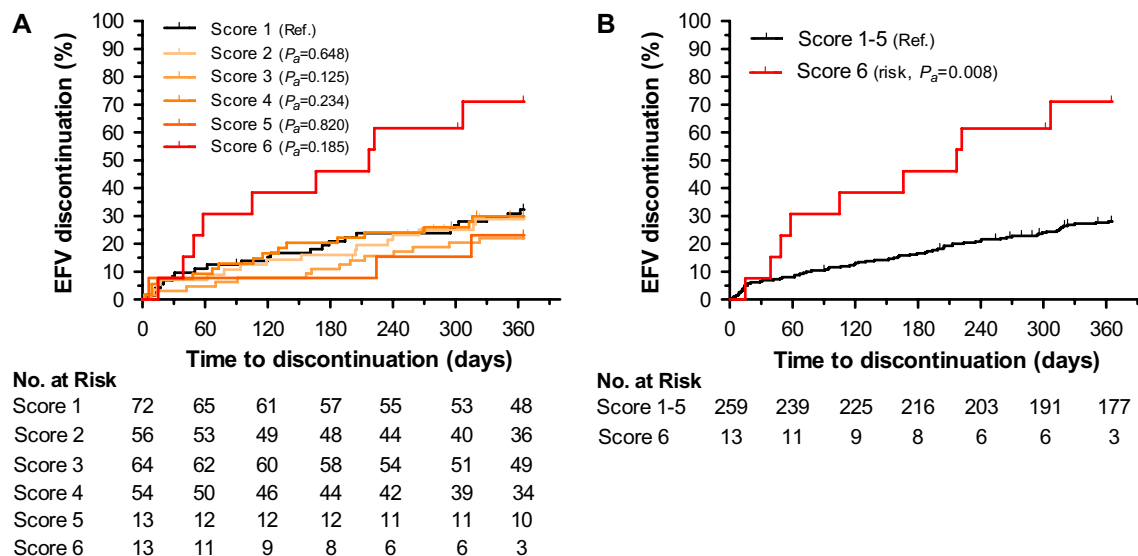 A
EFV discontinuation (%)
100
90
80
70
60
50
40
30
20
10
0
Score 1 (Ref.)
Score 2 (Pa=0.648)
Score 3 (Pa=0.125)
Score 4 (Pa=0.234)
Score 5 (Pa=0.820)
Score 6 (Pa=0.185)
0 60 120 180 240 300 360
Time to discontinuation (days)
No. at Risk
Score 1 72 65 61 57 55 53 48
Score 2 56 53 49 48 44 40 36
Score 3 64 62 60 58 54 51 49
Score 4 54 50 46 44 42 39 34
Score 5 13 12 12 12 11 11 10
Score 6 13 11 9 8 6 6 3
B
EFV discontinuation (%)
100
90
80
70
60
50
40
30
20
10
0
Score 1-5 (Ref.)
Score 6 (risk, Pa=0.008)
0 60 120 180 240 300 360
Time to discontinuation (days)
No. at Risk
Score 1-5 259 239 225 216 203 191 177
Score 6 13 11 9 8 6 6 3